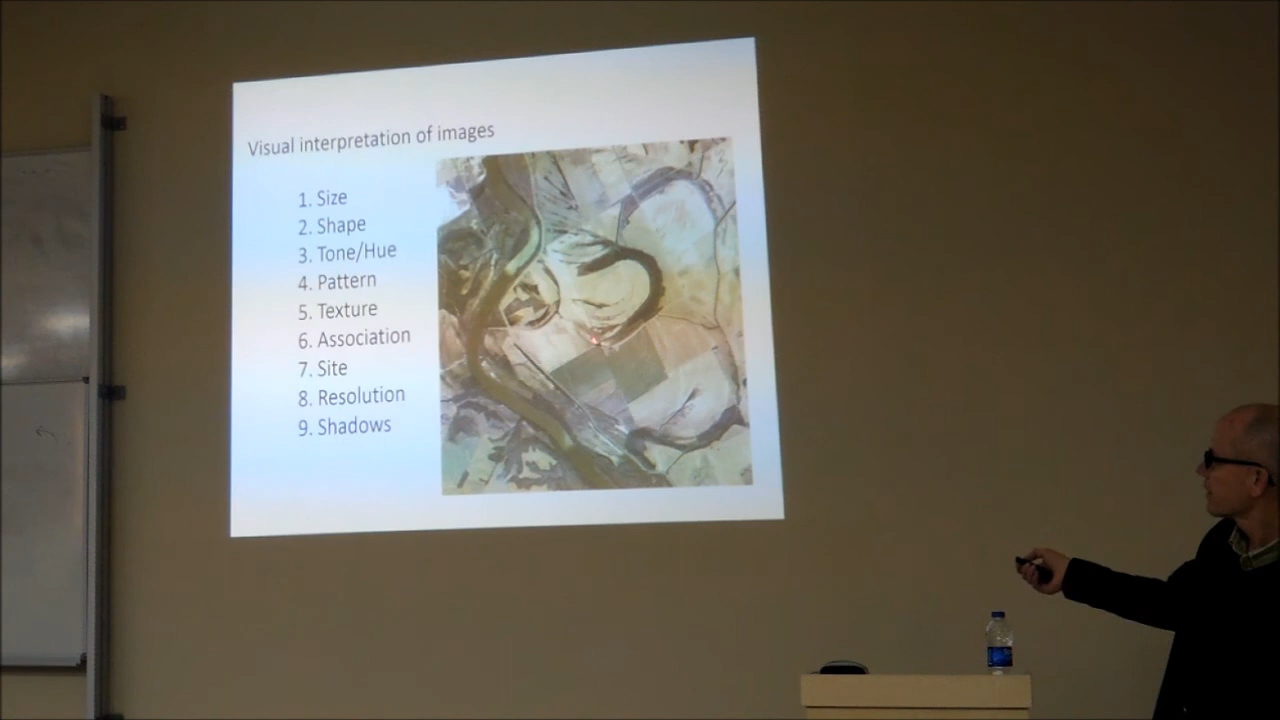 Visual interpretation of images
1. Size
2. Shape
3. Tone/Hue
4. Pattern
5. Texture
6. Association
7. Site
8. Resolution
9. Shadows